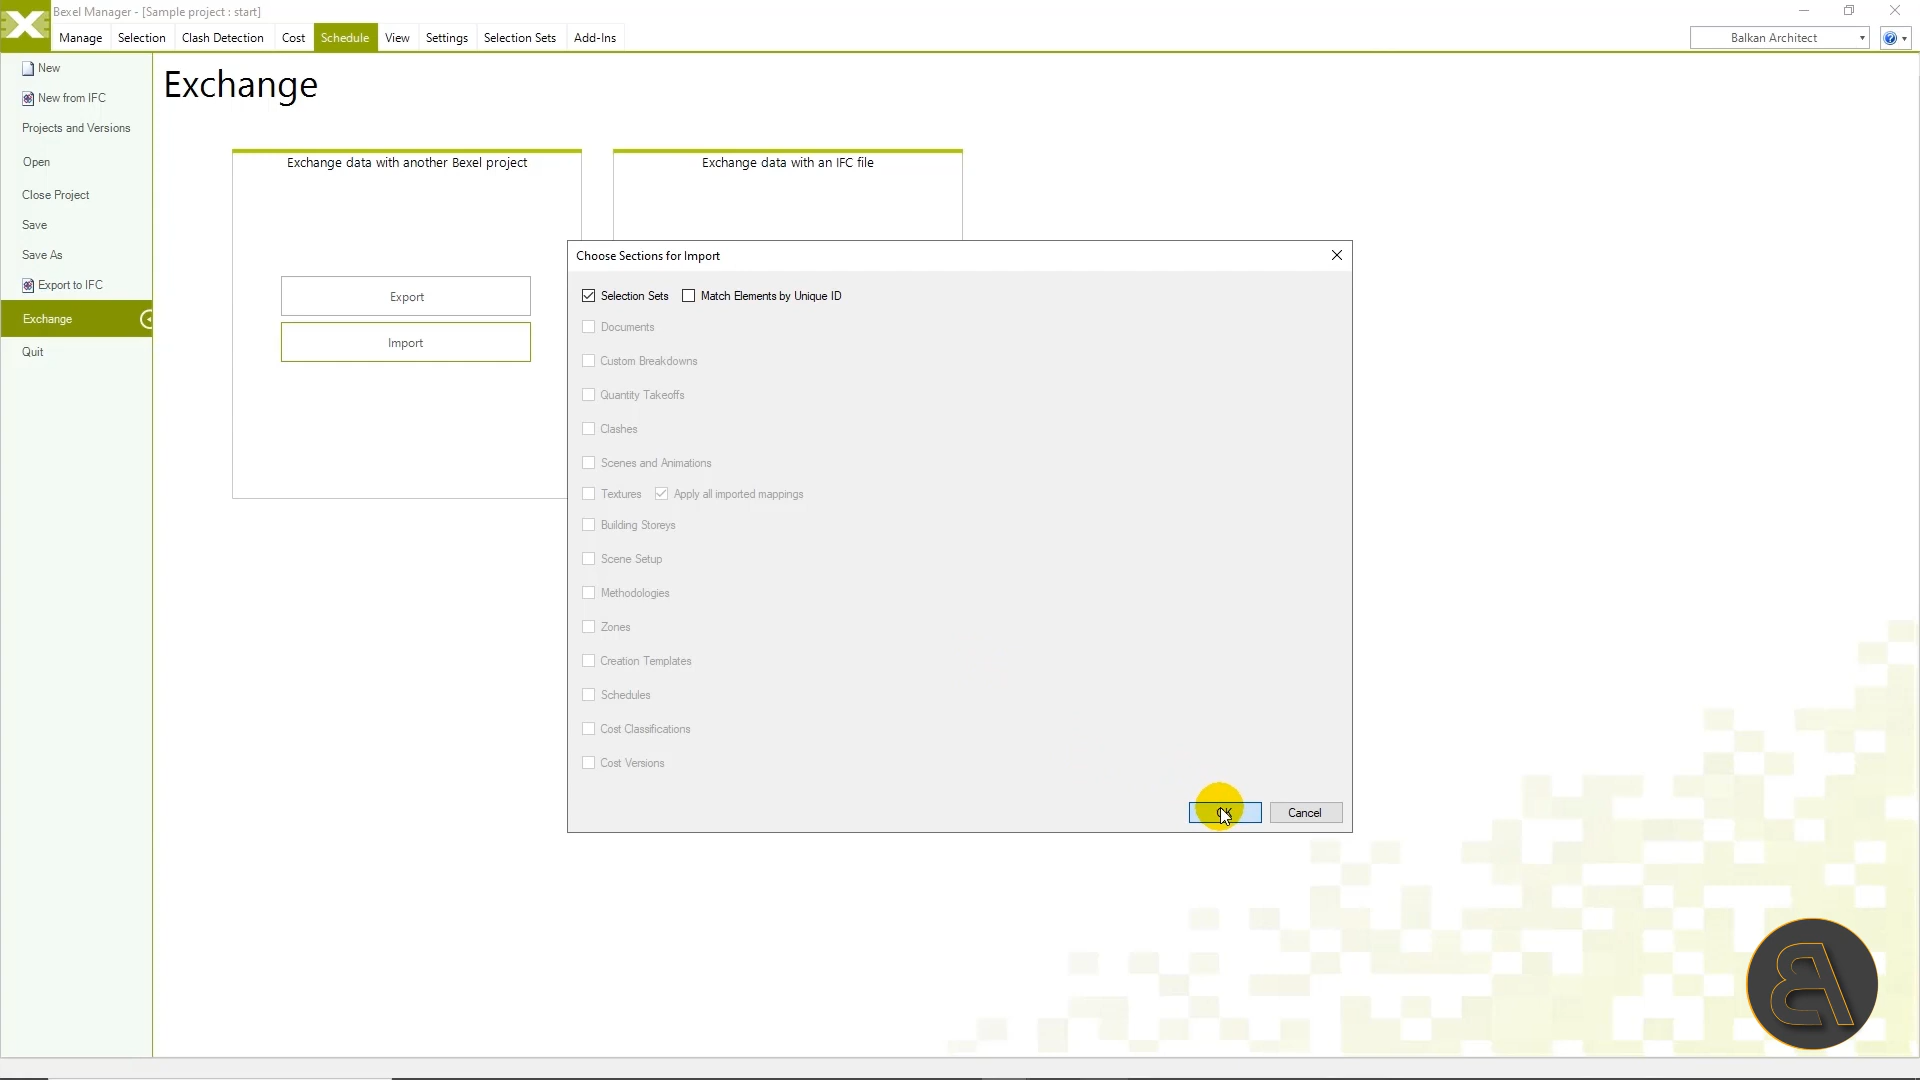 Bexel Manager - [Sample project : start]
Manage Selection Clash Detection Cost Schedule View Settings Selection Sets Add-Ins
Balkan Architect
New
New from IFC
Projects and Versions
Open
Close Project
Save
Save As
Export to IFC
Exchange
Quit
Exchange
Exchange data with another Bexel project
Export
Import
Exchange data with an IFC file
Choose Sections for Import
Selection Sets Match Elements by Unique ID
Documents
Custom Breakdowns
Quantity Takeoffs
Clashes
Scenes and Animations
Textures Apply all imported mappings
Building Storeys
Scene Setup
Methodologies
Zones
Creation Templates
Schedules
Cost Classifications
Cost Versions
OK Cancel